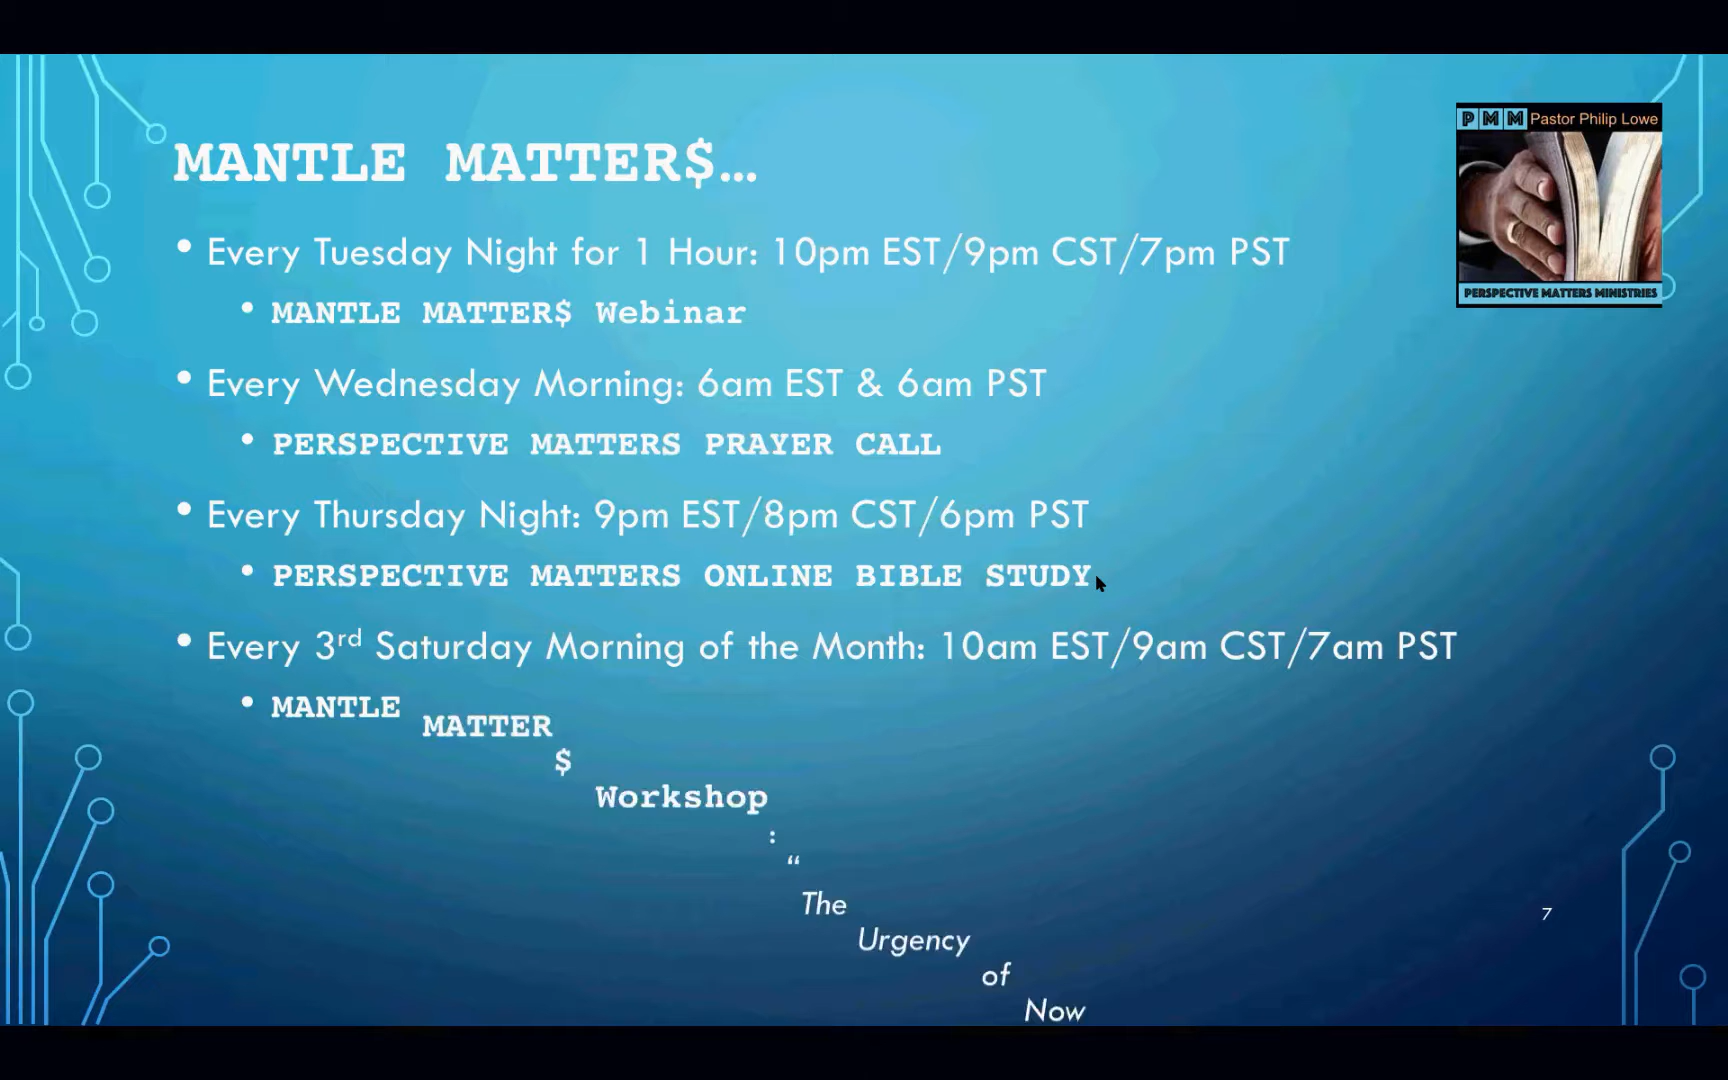 PMM Pastor Philip Lowe
PERSPECTIVE MATTERS MINISTRIES
MANTLE MATTER$…
• Every Tuesday Night for 1 Hour: 10pm EST/9pm CST/7pm PST
• MANTLE MATTER$ Webinar
• Every Wednesday Morning: 6am EST & 6am PST
• PERSPECTIVE MATTERS PRAYER CALL
• Every Thursday Night: 9pm EST/8pm CST/6pm PST
• PERSPECTIVE MATTERS ONLINE BIBLE STUDY
• Every 3rd Saturday Morning of the Month: 10am EST/9am CST/7am PST
• MANTLE
MATTER
$
Workshop
:
“
The
Urgency
of
Now
7